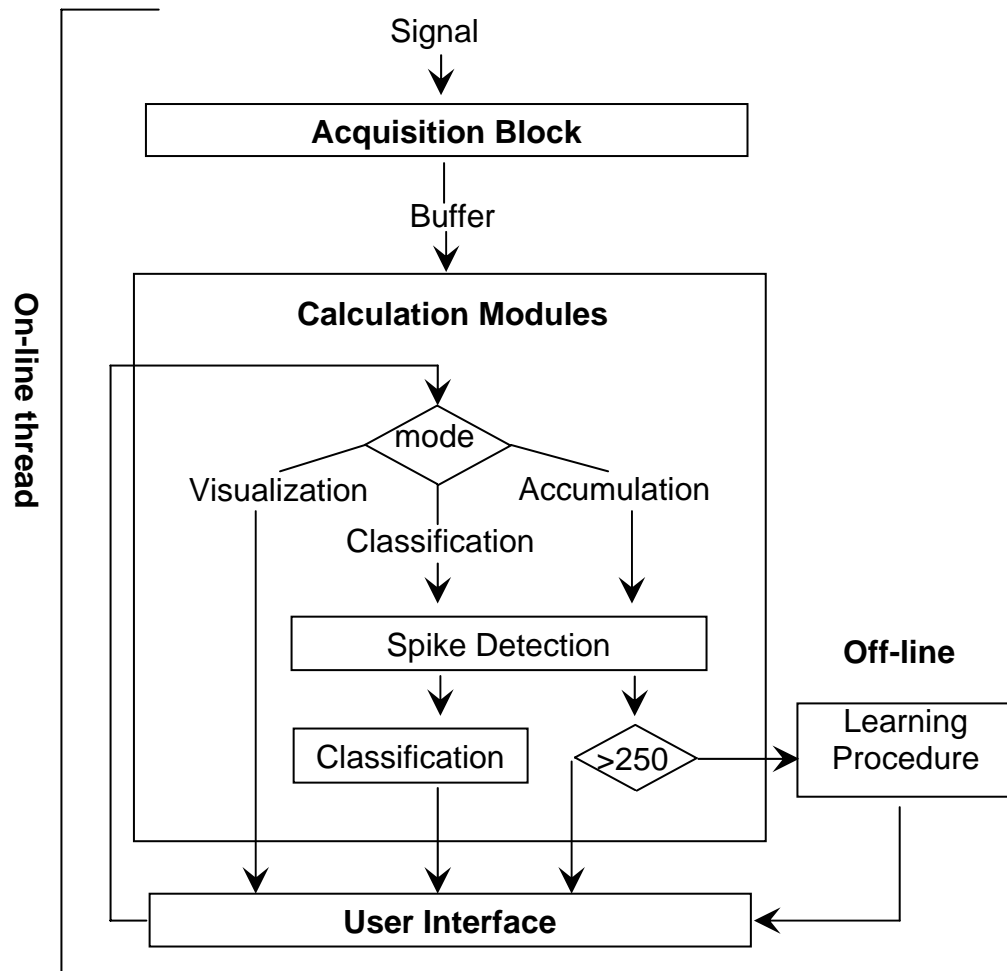 Signal
Acquisition Block
Buffer
On-line thread
Calculation Modules
mode
Visualization
Accumulation
Classification
Spike Detection
Off-line
Classification
>250
Learning
Procedure
User Interface